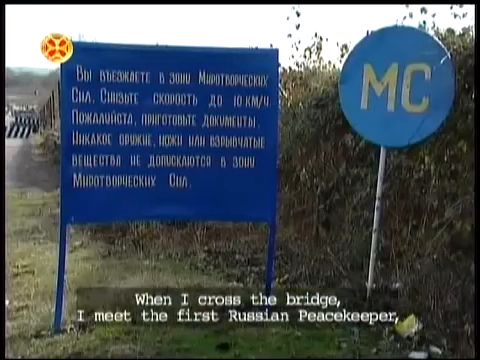 Вы въезжаете в зону Миротворческих
Сил. Снизьте скорость до 10 км/ч.
Пожалуйста, приготовьте документы.
Никакое оружие, ножи или взрывчатые
вещества не допускаются в зону
Миротворческих Сил.
МС
When I cross the bridge,
I meet the first Russian Peacekeeper,